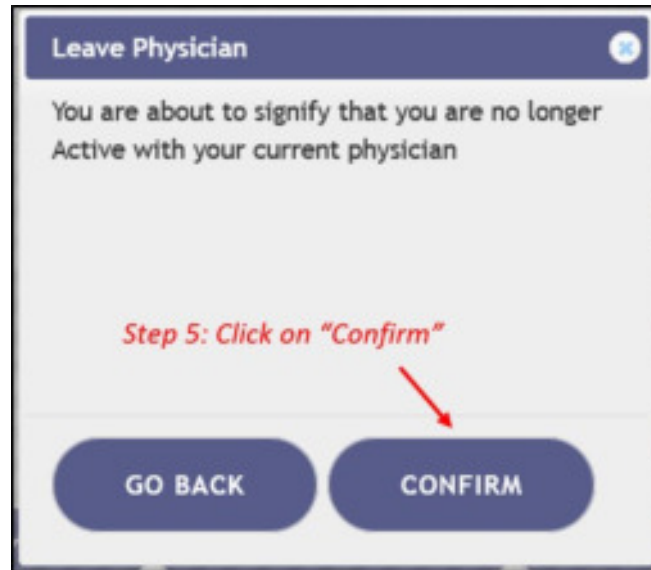 Leave Physician
You are about to signify that you are no longer
Active with your current physician
Step 5: Click on “Confirm”
GO BACK
CONFIRM